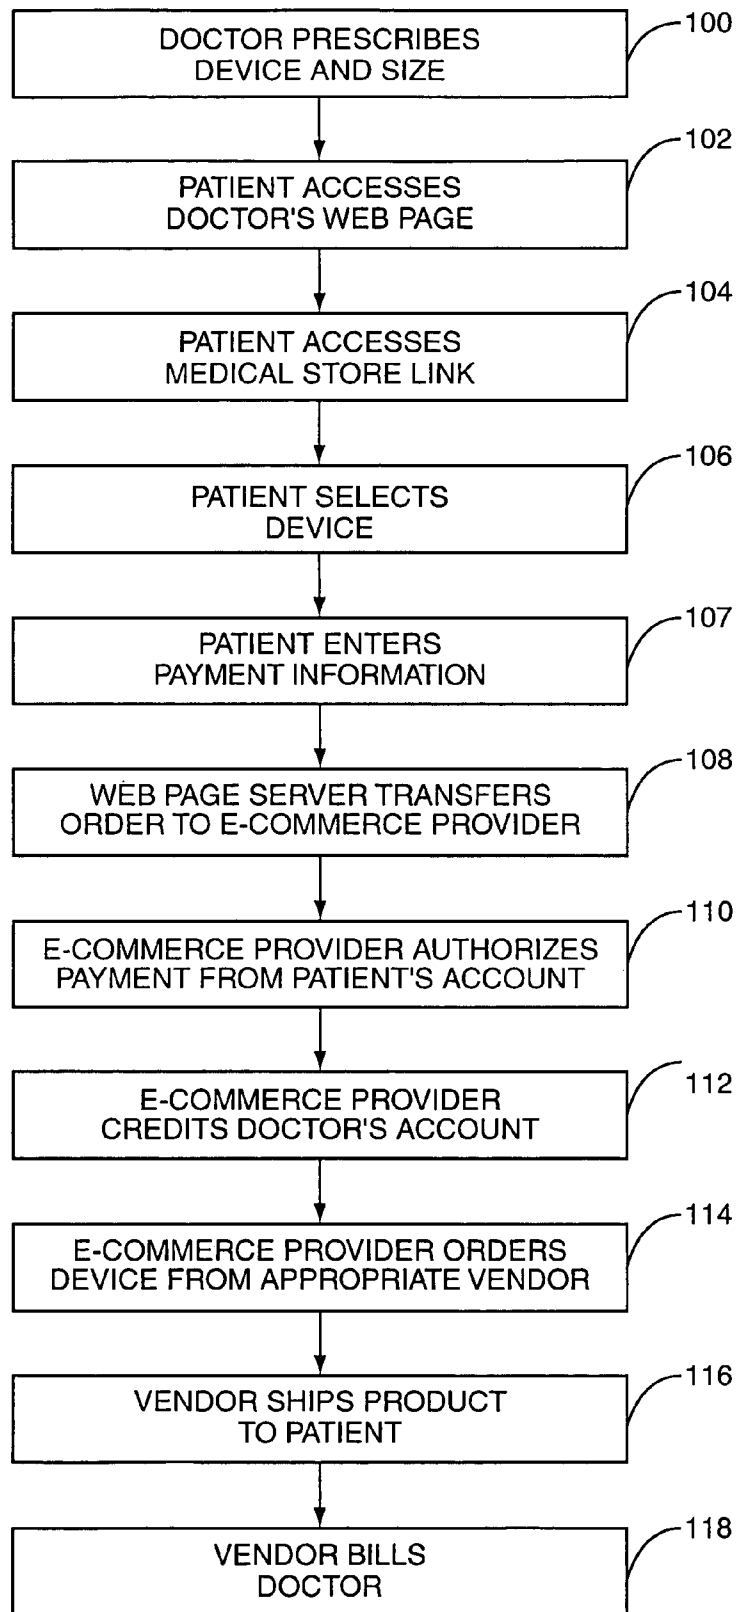 DOCTOR PRESCRIBES
DEVICE AND SIZE
100
PATIENT ACCESSES
DOCTOR'S WEB PAGE
102
PATIENT ACCESSES
MEDICAL STORE LINK
104
PATIENT SELECTS
DEVICE
106
PATIENT ENTERS
PAYMENT INFORMATION
107
WEB PAGE SERVER TRANSFERS
ORDER TO E-COMMERCE PROVIDER
108
E-COMMERCE PROVIDER AUTHORIZES
PAYMENT FROM PATIENT'S ACCOUNT
110
E-COMMERCE PROVIDER
CREDITS DOCTOR'S ACCOUNT
112
E-COMMERCE PROVIDER ORDERS
DEVICE FROM APPROPRIATE VENDOR
114
VENDOR SHIPS PRODUCT
TO PATIENT
116
VENDOR BILLS
DOCTOR
118